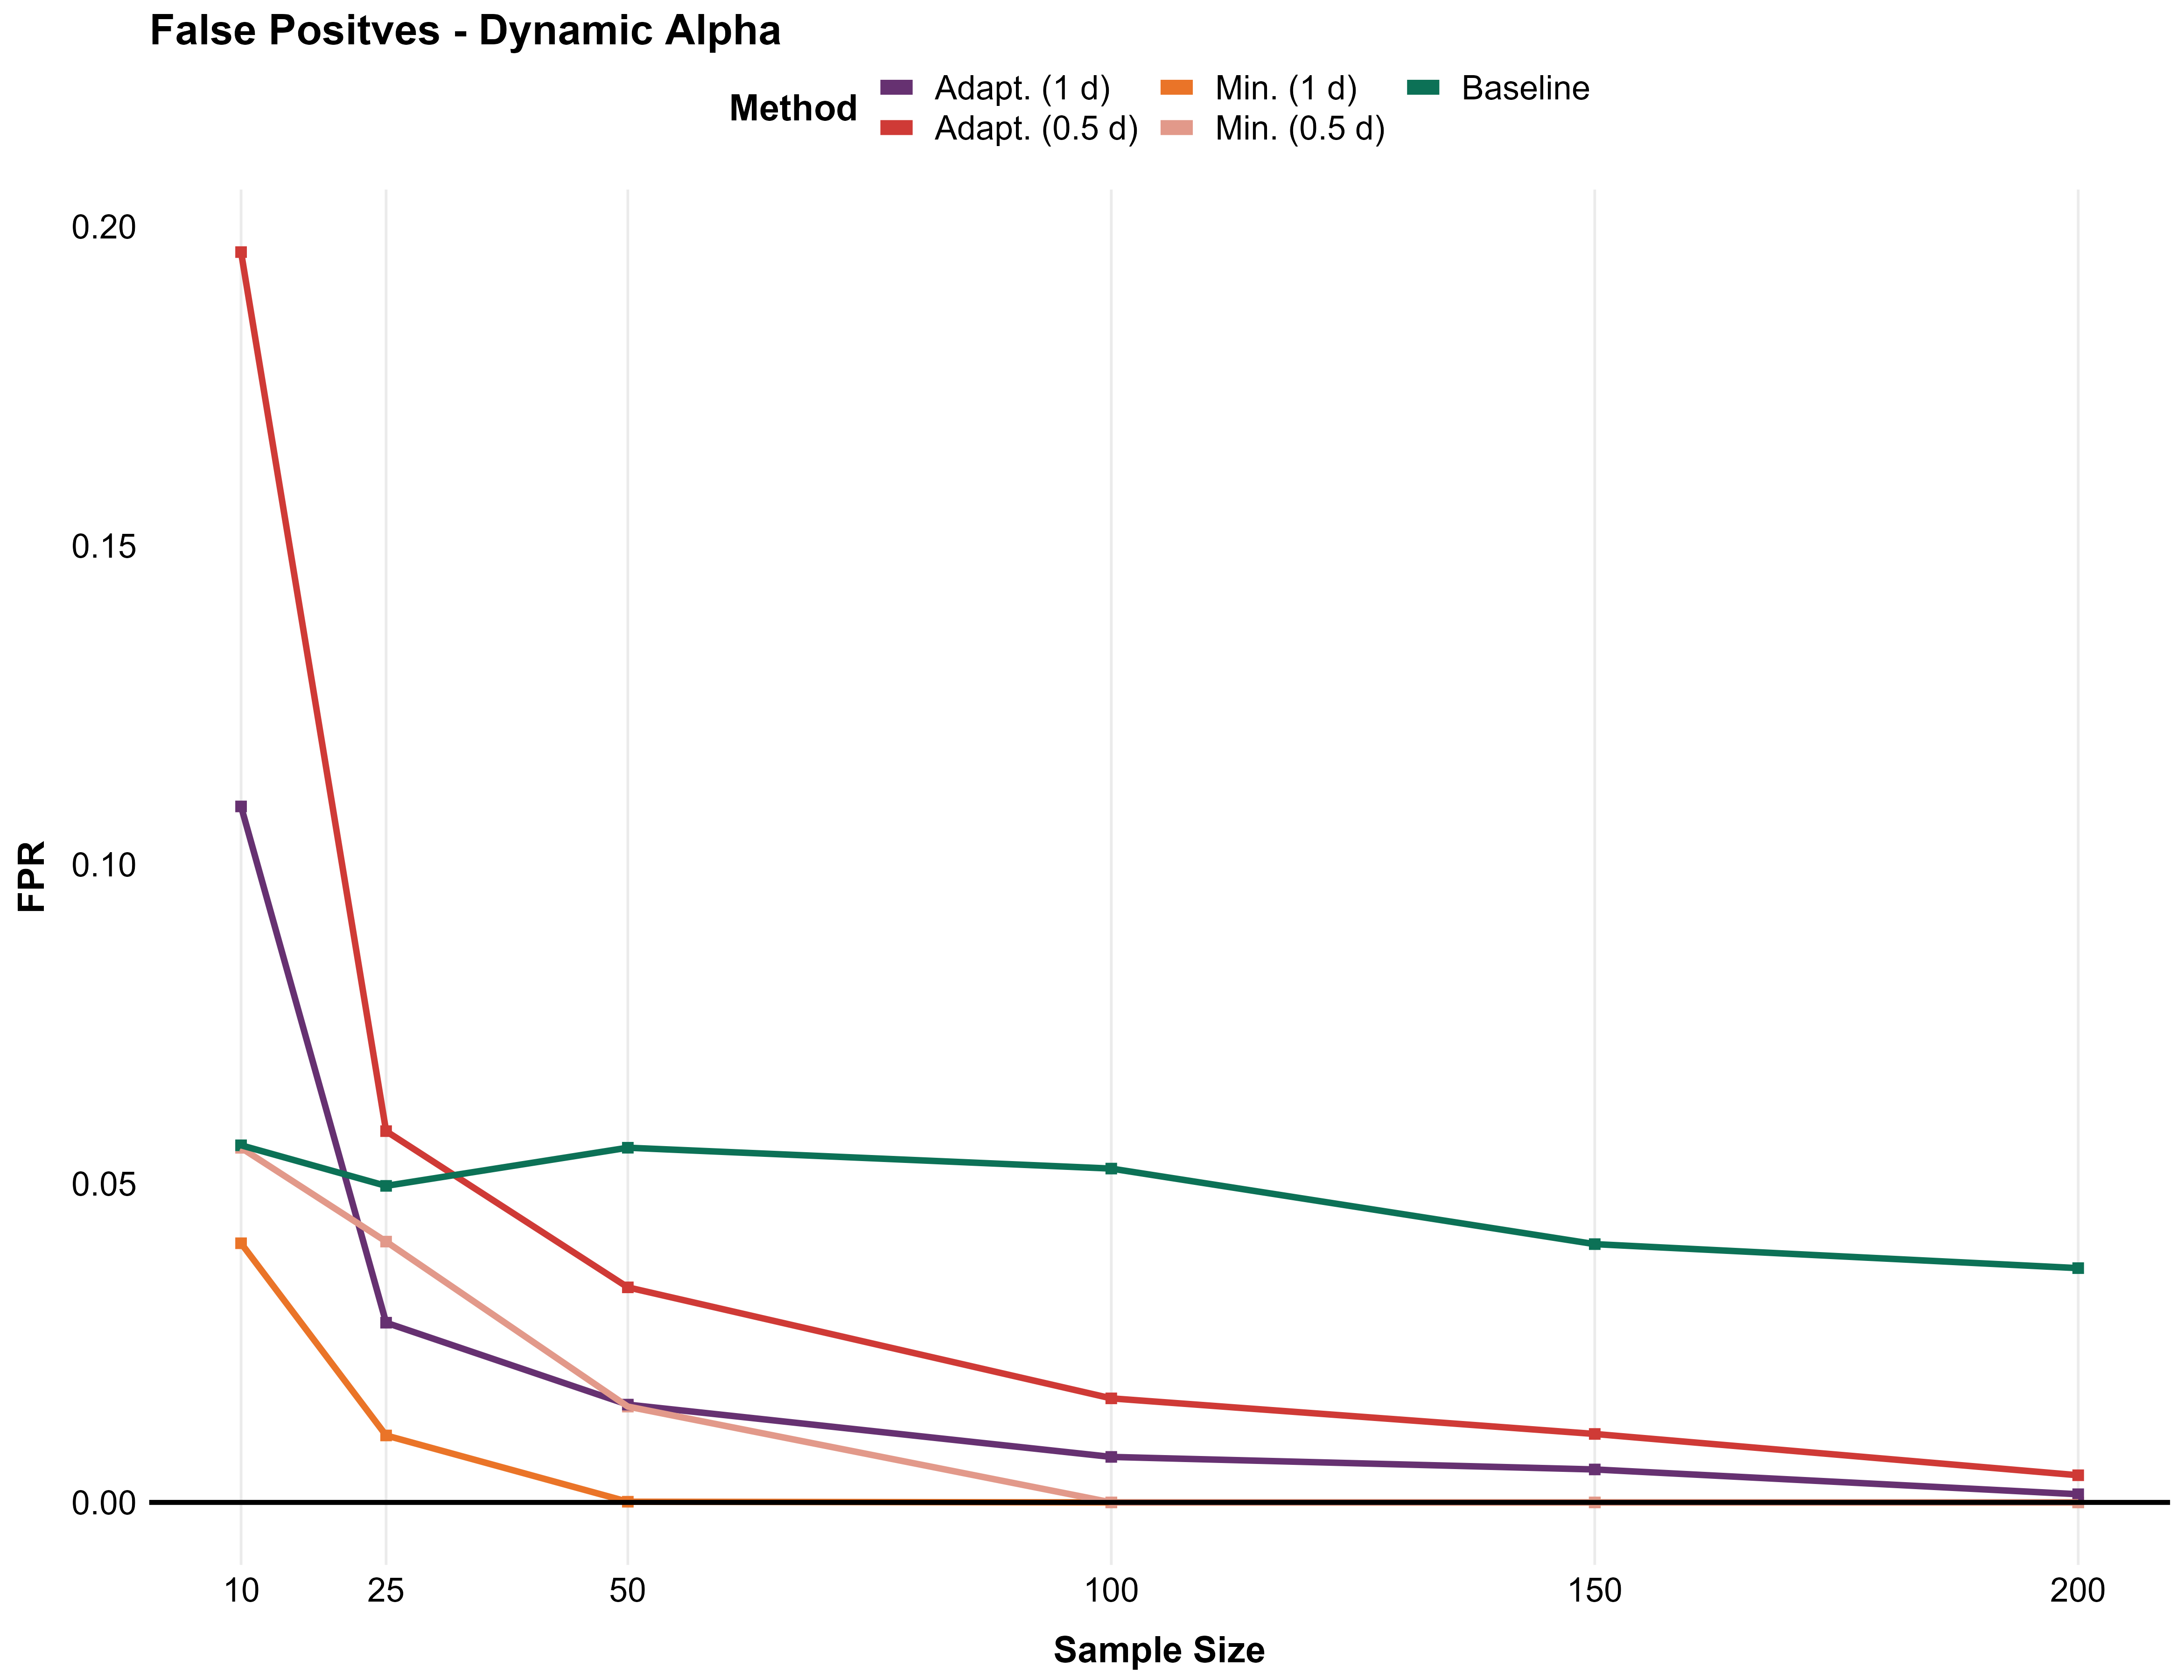 False Positves - Dynamic Alpha
Method
Adapt. (1 d) Min. (1 d) Baseline
Adapt. (0.5 d) Min. (0.5 d)
0.20
0.15
0.10
0.05
0.00
FPR
10 25 50 100 150 200
Sample Size